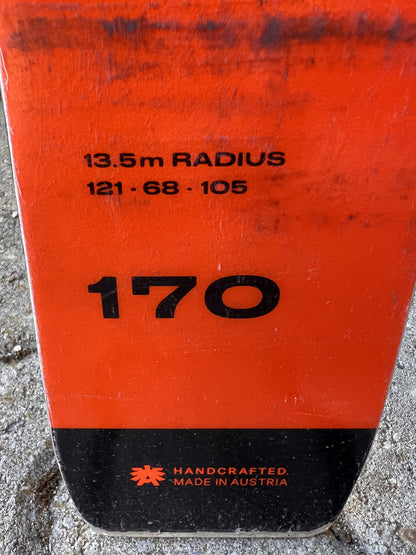 13.5m RADIUS
121 - 68 - 105
170
HANDCRAFTED
MADE IN AUSTRIA